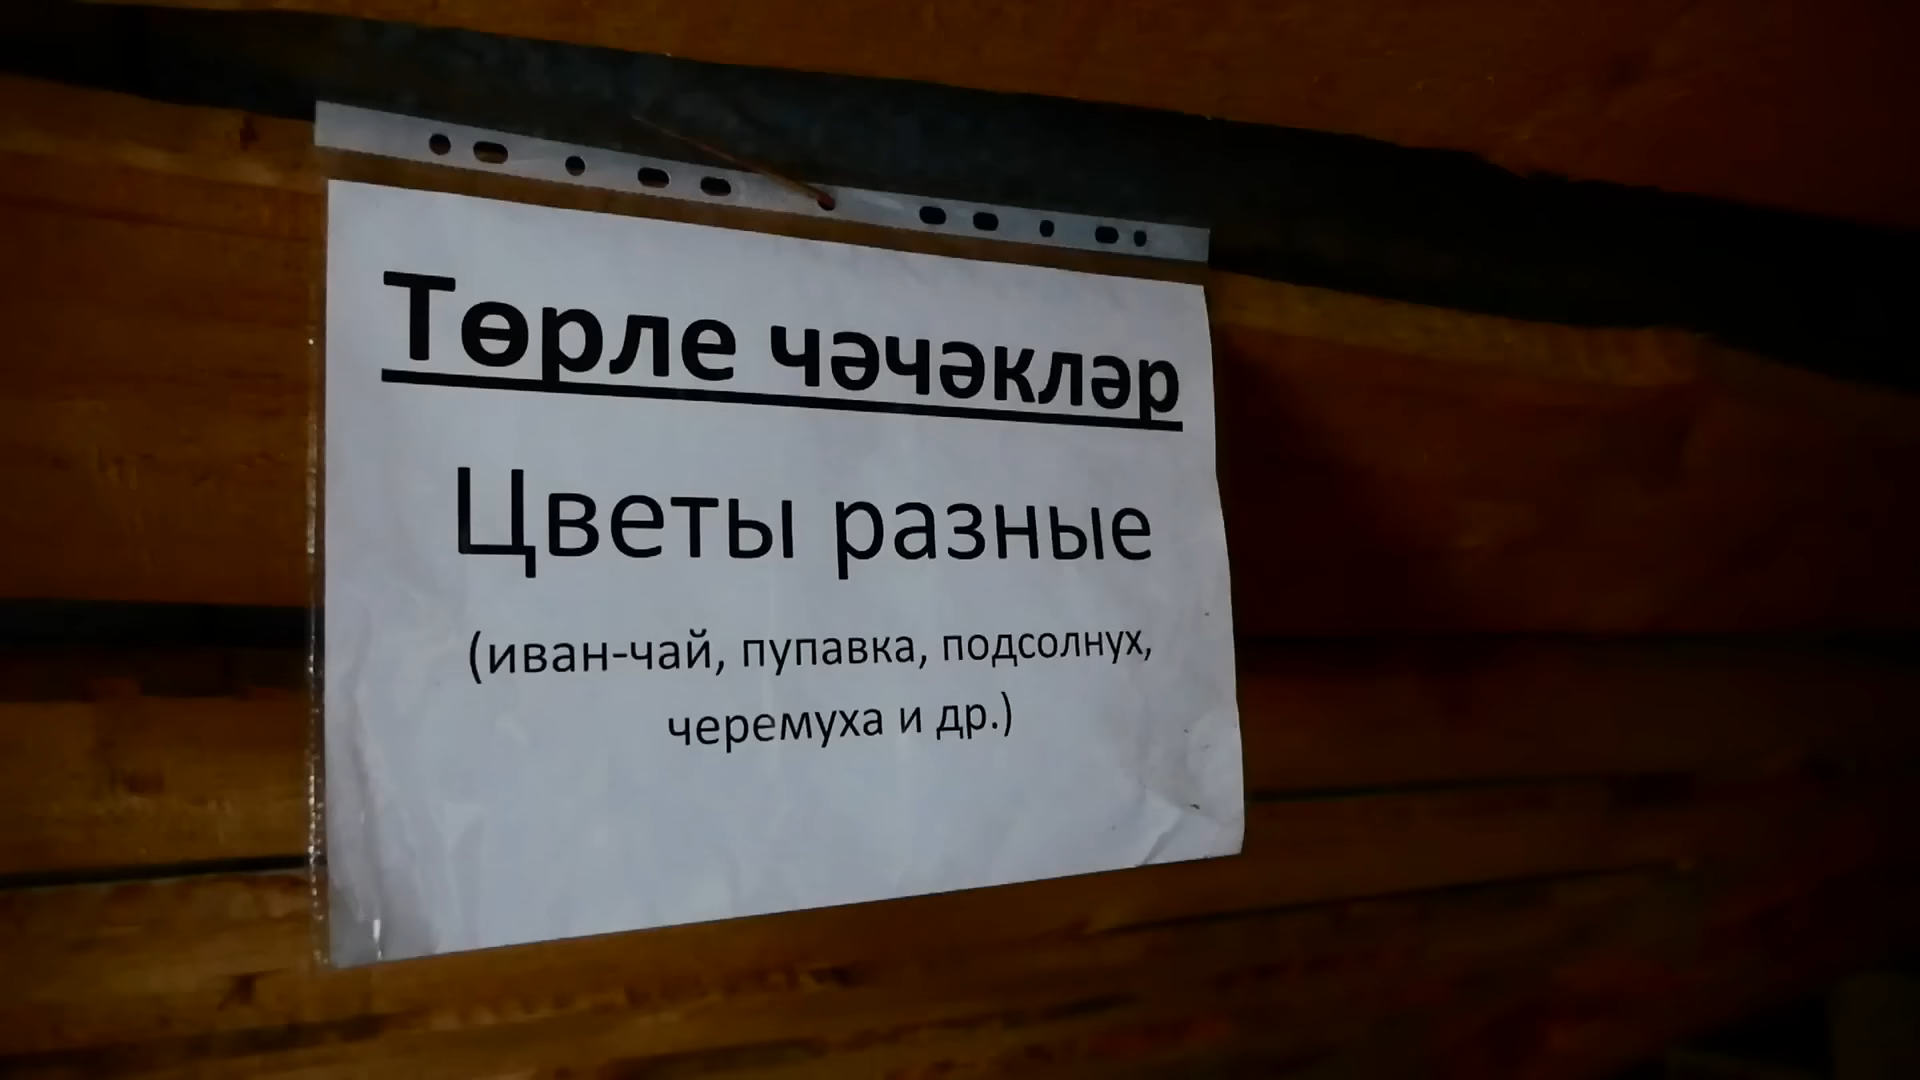 Төрле чәчәкләр
Цветы разные
(иван-чай, пупавка, подсолнух,
черемуха и др.)